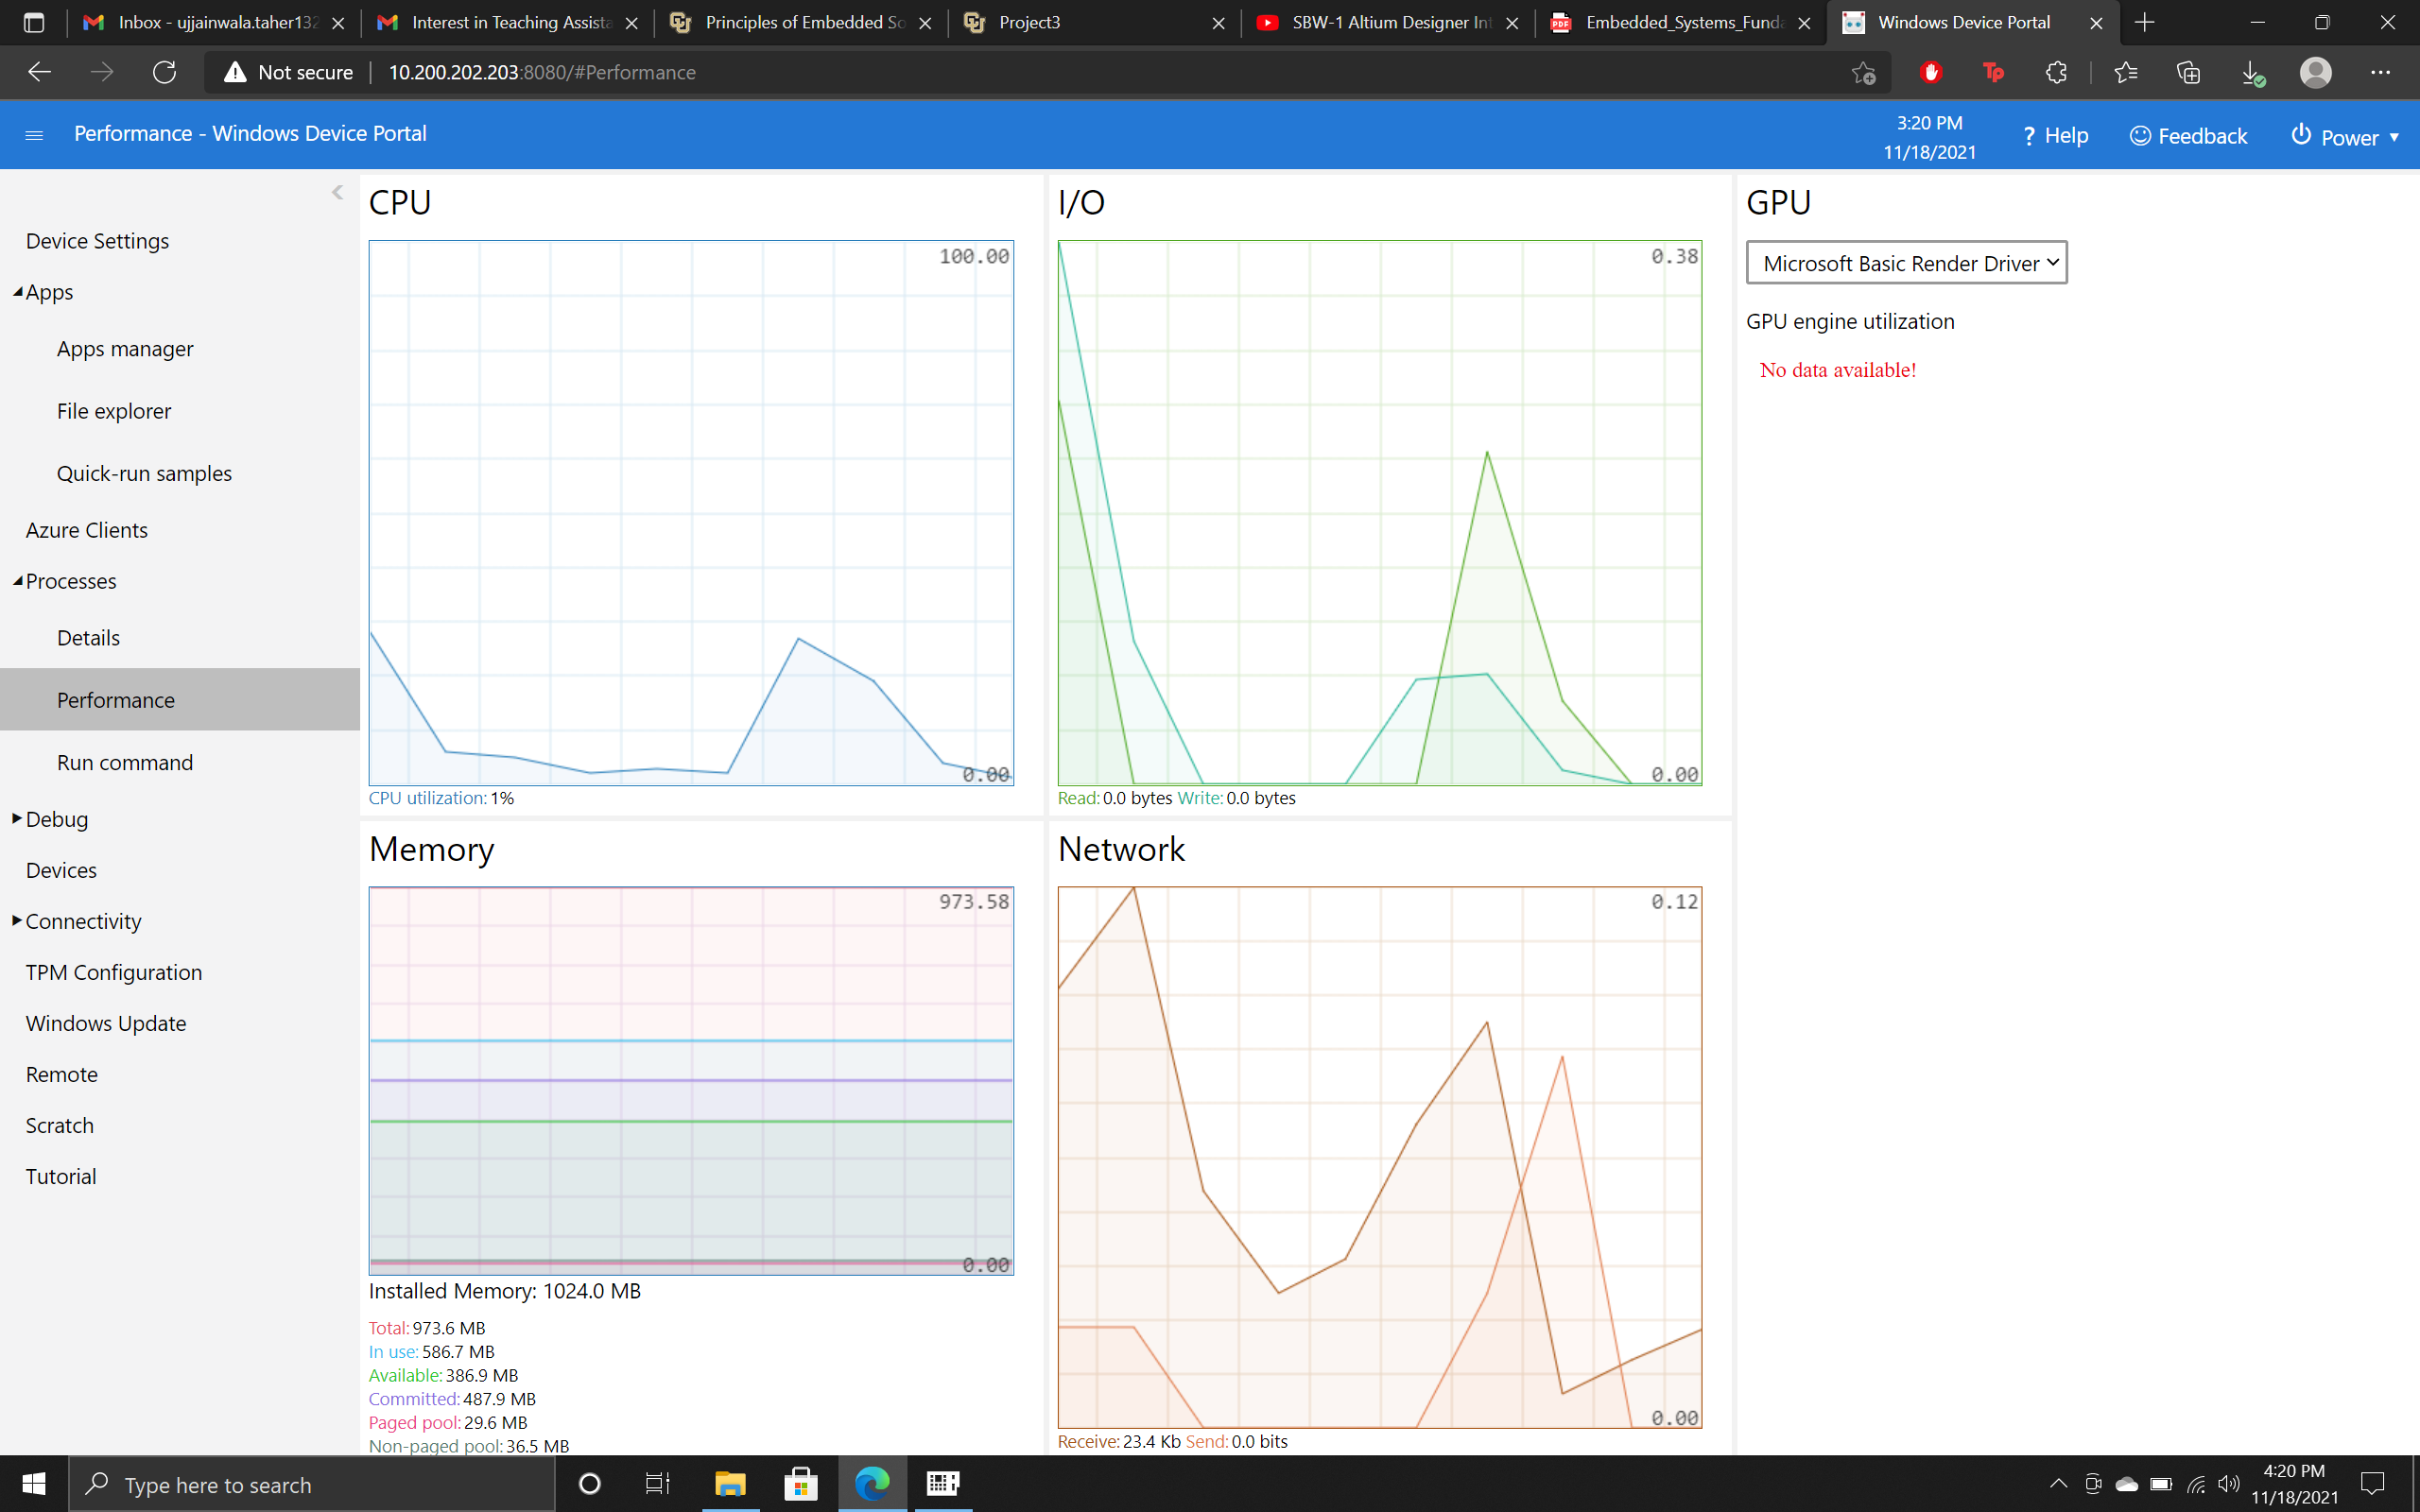 Inbox - ujjainwala.taher132
Interest in Teaching Assista
Principles of Embedded So
Project3
SBW-1 Altium Designer Int
Embedded_Systems_Funda
Windows Device Portal
Not secure
10.200.202.203:8080/#Performance
Performance - Windows Device Portal
3:20 PM
11/18/2021
? Help
Feedback
Power
Device Settings
Apps
Apps manager
File explorer
Quick-run samples
Azure Clients
Processes
Details
Performance
Run command
Debug
Devices
Connectivity
TPM Configuration
Windows Update
Remote
Scratch
Tutorial
CPU
100.00
0.00
CPU utilization: 1%
I/O
0.38
0.00
Read: 0.0 bytes Write: 0.0 bytes
GPU
Microsoft Basic Render Driver
GPU engine utilization
No data available!
Memory
973.58
0.00
Installed Memory: 1024.0 MB
Total: 973.6 MB
In use: 586.7 MB
Available: 386.9 MB
Committed: 487.9 MB
Paged pool: 29.6 MB
Non-paged pool: 36.5 MB
Network
0.12
0.00
Receive: 23.4 Kb Send: 0.0 bits
Type here to search
4:20 PM
11/18/2021